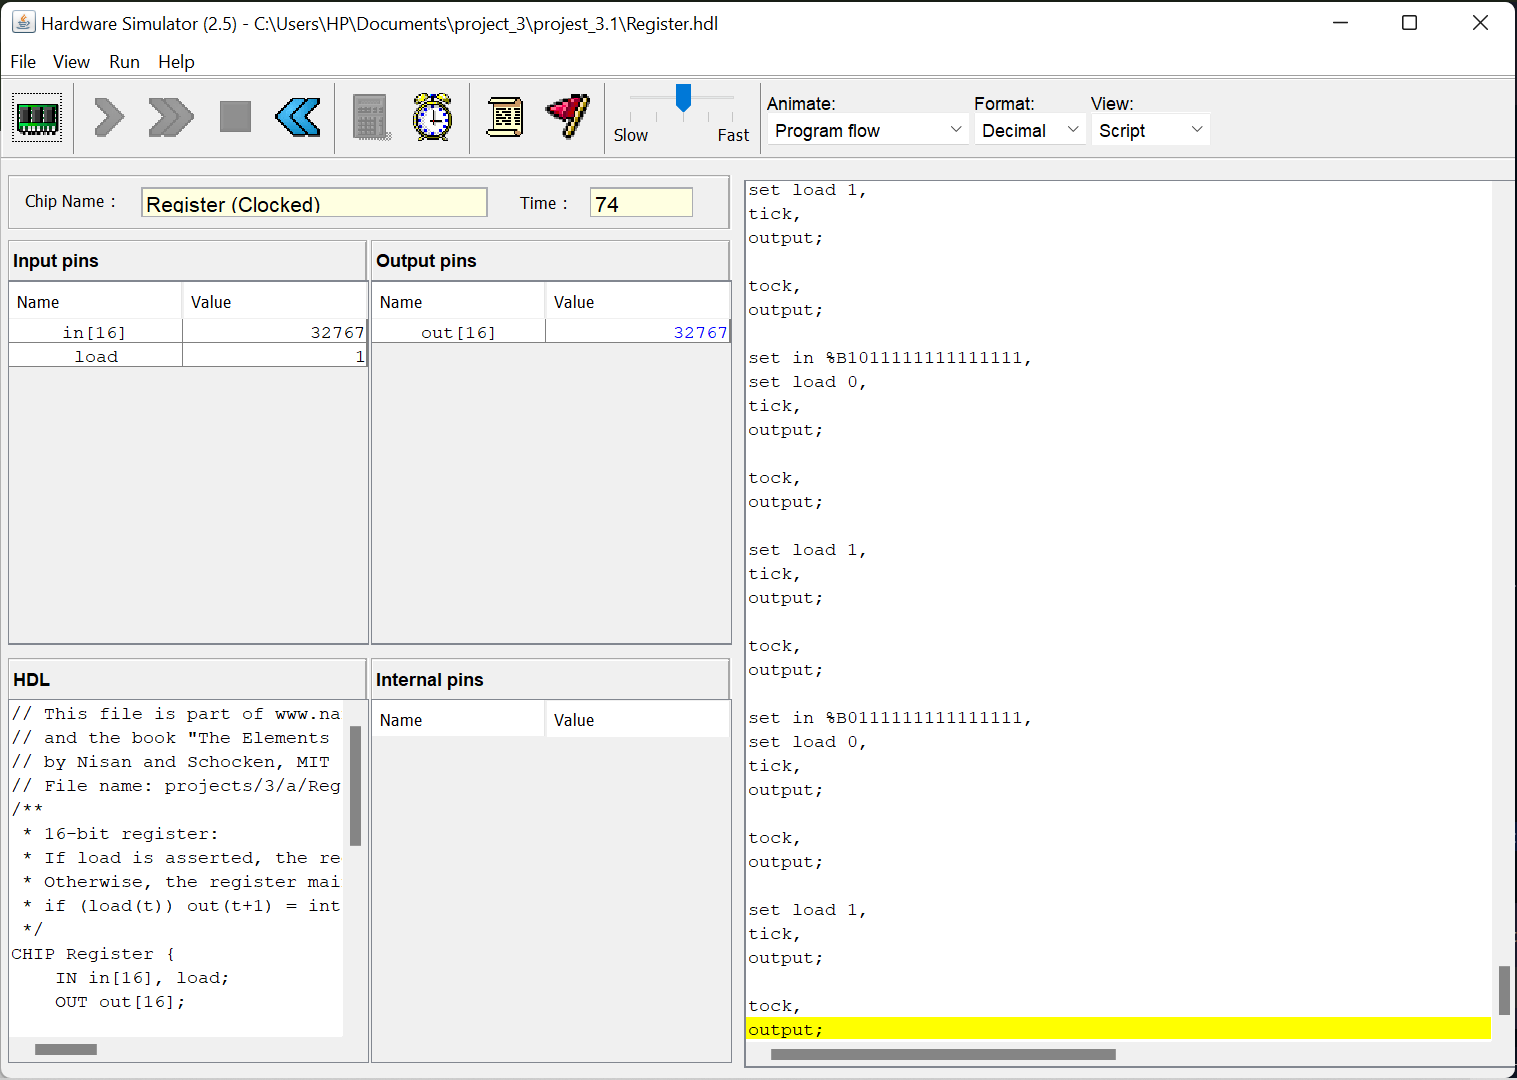 Hardware Simulator (2.5) - C:\Users\HP\Documents\project_3\projest_3.1\Register.hdl
File View Run Help
Slow Fast
Animate: Format: View:
Program flow Decimal Script
Chip Name : Register (Clocked) Time : 74
Input pins
Name Value
in[16] 32767
load 1
Output pins
Name Value
out[16] 32767
HDL
// This file is part of www.na
// and the book "The Elements
// by Nisan and Schocken, MIT
// File name: projects/3/a/Reg
/**
* 16-bit register:
* If load is asserted, the re
* Otherwise, the register mai
* if (load(t)) out(t+1) = int
*/
CHIP Register {
IN in[16], load;
OUT out[16];
Internal pins
Name Value
set load 1,
tick,
output;
tock,
output;
set in %B1011111111111111,
set load 0,
tick,
output;
tock,
output;
set load 1,
tick,
output;
tock,
output;
set in %B0111111111111111,
set load 0,
tick,
output;
tock,
output;
set load 1,
tick,
output;
tock,
output;